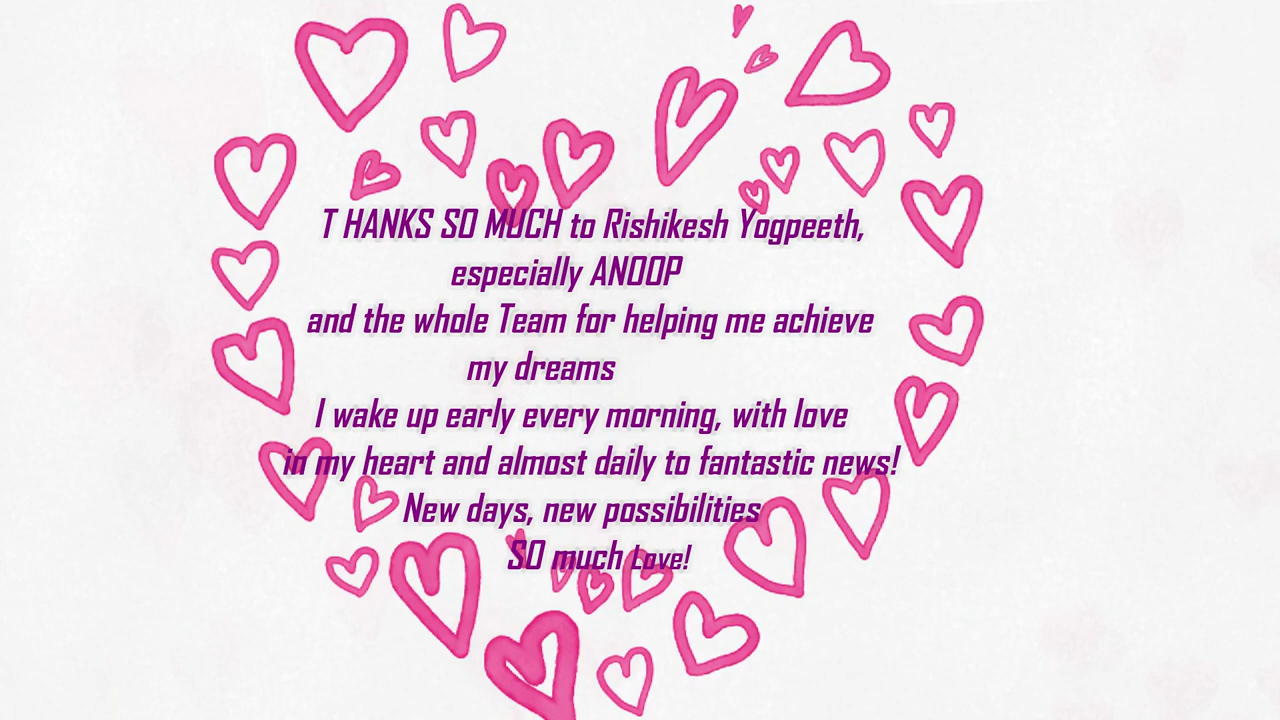 T HANKS SO MUCH to Rishikesh Yogpeeth,
especially ANOOP
and the whole Team for helping me achieve
my dreams
I wake up early every morning, with love
in my heart and almost daily to fantastic news!
New days, new possibilities
SO much Love!